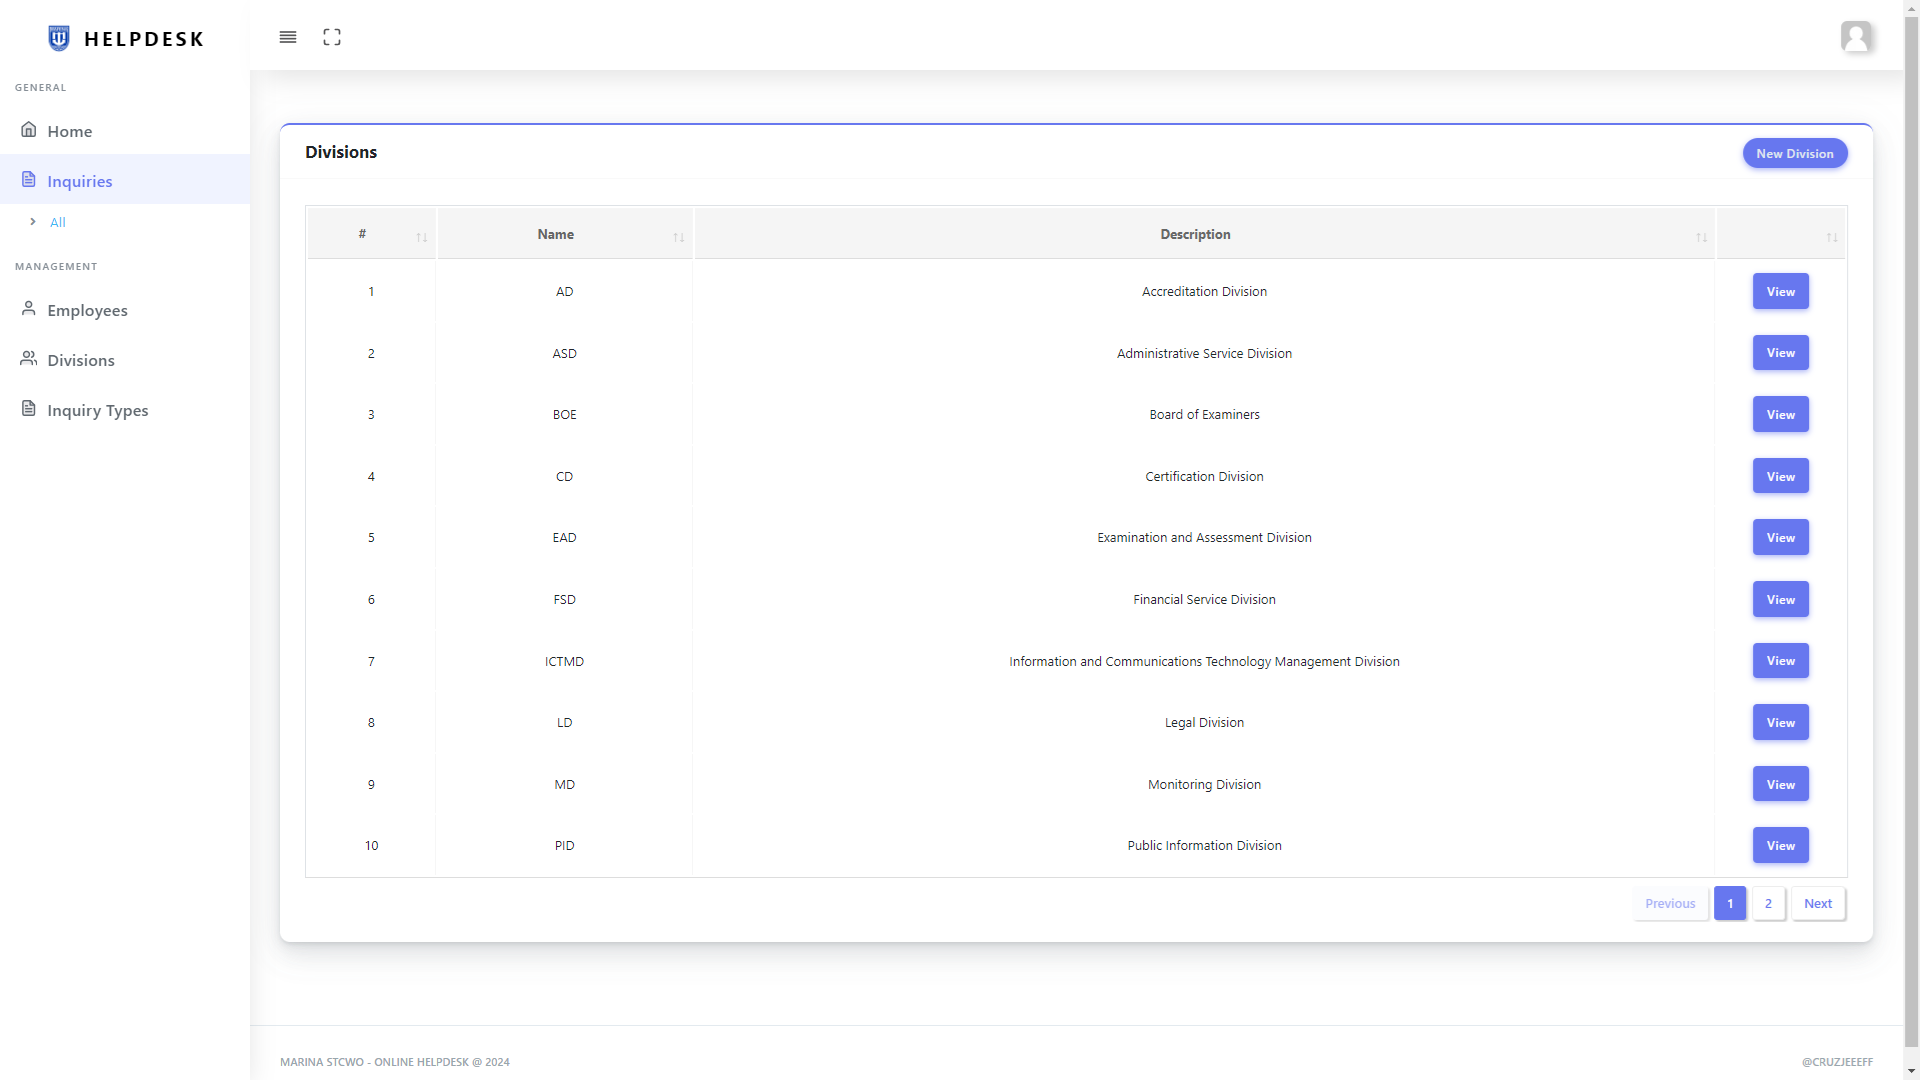 HELPDESK
GENERAL
Home
Inquiries
All
MANAGEMENT
Employees
Divisions
Inquiry Types
Divisions
New Division
# Name Description
1 AD Accreditation Division View
2 ASD Administrative Service Division View
3 BOE Board of Examiners View
4 CD Certification Division View
5 EAD Examination and Assessment Division View
6 FSD Financial Service Division View
7 ICTMD Information and Communications Technology Management Division View
8 LD Legal Division View
9 MD Monitoring Division View
10 PID Public Information Division View
Previous 1 2 Next
MARINA STCWO - ONLINE HELPDESK @ 2024
@CRUZJEEEFF